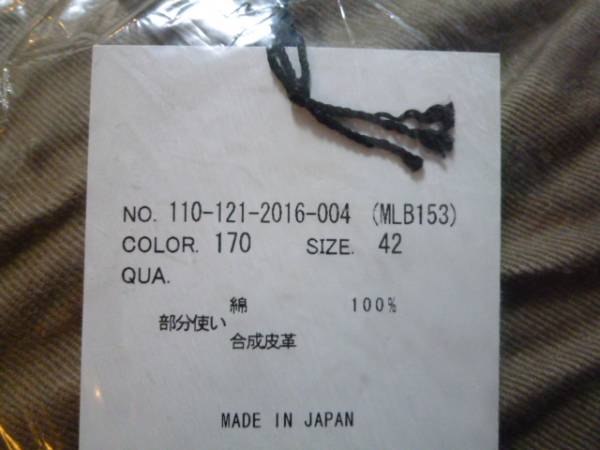 NO. 110-121-2016-004 (MLB153)
COLOR. 170 SIZE. 42
QUA.
綿 100%
部分使い
合成皮革
MADE IN JAPAN